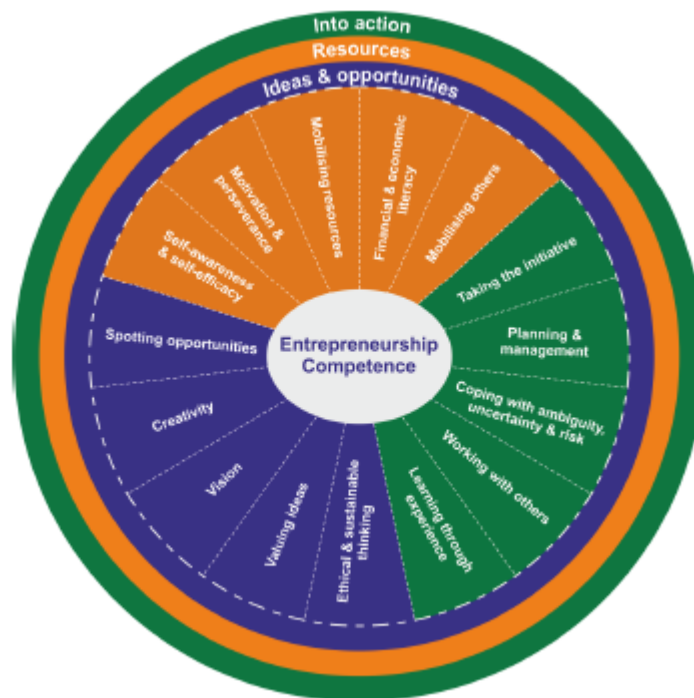 Into action
Resources
Ideas & opportunities
Self-awareness
& self-efficacy
Motivation &
perseverance
Mobilising resources
Financial & economic
literacy
Mobilising others
Taking the initiative
Planning &
management
Coping with ambiguity,
uncertainty & risk
Working with others
Learning through
experience
Ethical & sustainable
thinking
Valuing ideas
Vision
Creativity
Spotting opportunities
Entrepreneurship
Competence